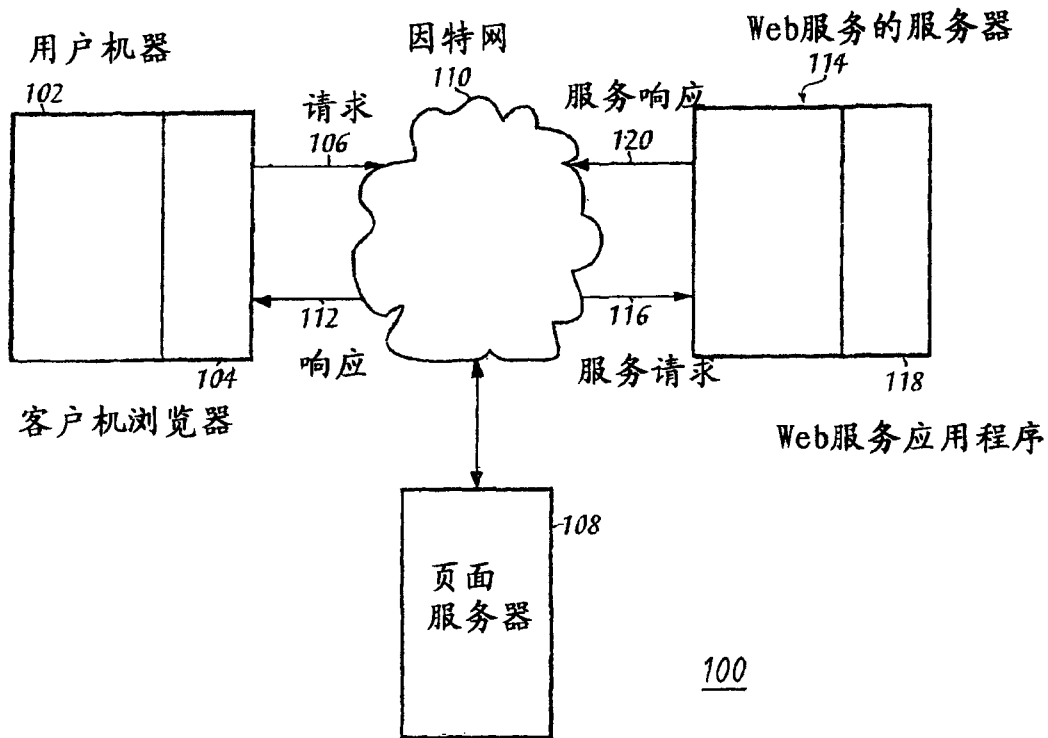 用户机器
102
因特网
110
Web服务的服务器
114
请求
106
服务响应
120
112
响应
116
服务请求
104
客户机浏览器
118
Web服务应用程序
108
页面
服务器
100